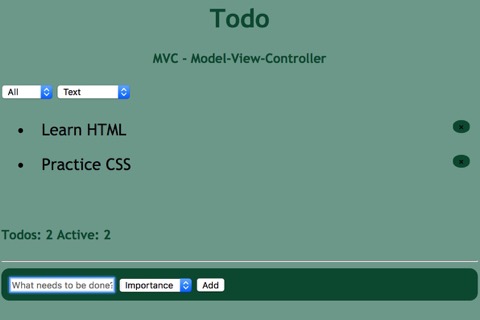 Todo
MVC - Model-View-Controller
All Text
• Learn HTML ×
• Practice CSS ×
Todos: 2 Active: 2
What needs to be done? Importance Add